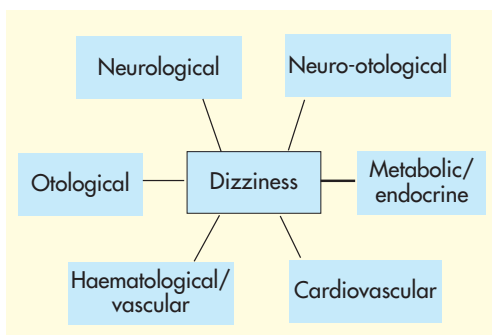 Neurological
Neuro-otological
Otological
Dizziness
Metabolic/
endocrine
Haematological/
vascular
Cardiovascular